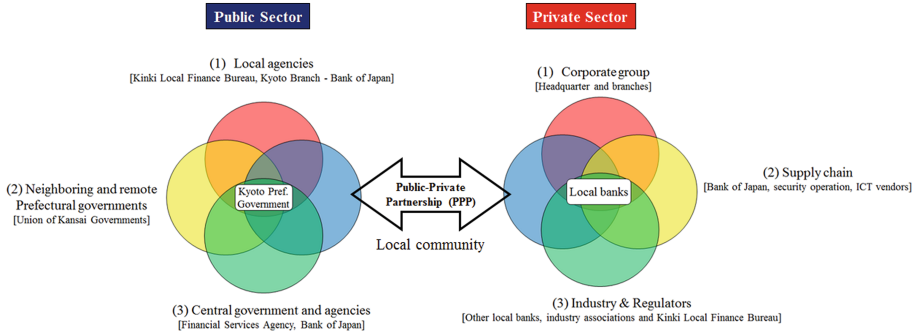 Public Sector
Private Sector
(1) Local agencies
[Kinki Local Finance Bureau, Kyoto Branch - Bank of Japan]
(1) Corporate group
[Headquarter and branches]
(2) Neighboring and remote
Prefectural governments
[Union of Kansai Governments]
Kyoto Pref.
Government
Public-Private
Partnership (PPP)
Local community
Local banks
(2) Supply chain
[Bank of Japan, security operation, ICT vendors]
(3) Central government and agencies
[Financial Services Agency, Bank of Japan]
(3) Industry & Regulators
[Other local banks, industry associations and Kinki Local Finance Bureau]